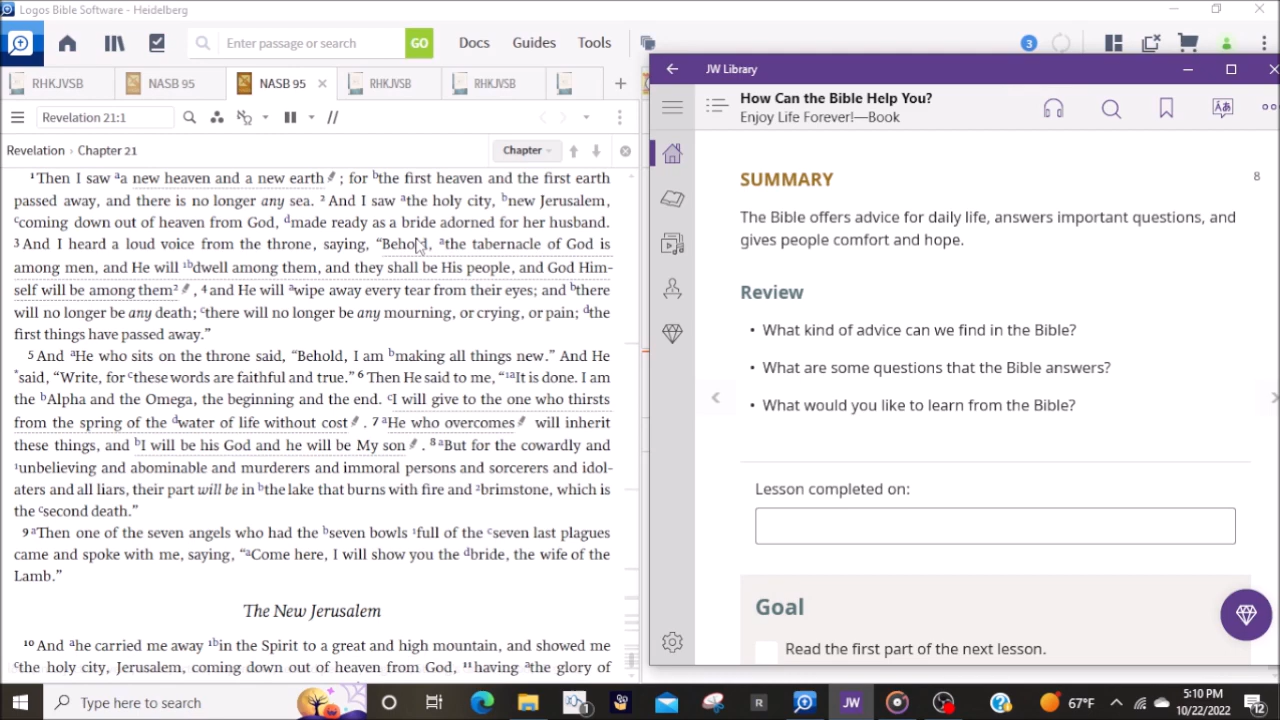 Logos Bible Software - Heidelberg
Enter passage or search
GO
Docs
Guides
Tools
3
RHKJVSB
NASB 95
NASB 95
RHKJVSB
RHKJVSB
Revelation 21:1
Revelation › Chapter 21
Chapter
1 Then I saw a a new heaven and a new earth ; for b the first heaven and the first earth
passed away, and there is no longer any sea. 2 And I saw a the holy city, b new Jerusalem,
c coming down out of heaven from God, d made ready as a bride adorned for her husband.
3 And I heard a loud voice from the throne, saying, “Behold, a the tabernacle of God is
among men, and He will 1b dwell among them, and they shall be His people, and God Him-
self will be among them 2 , 4 and He will a wipe away every tear from their eyes; and b there
will no longer be any death; c there will no longer be any mourning, or crying, or pain; d the
first things have passed away.”
5 And a He who sits on the throne said, “Behold, I am b making all things new.” And He
* said, “Write, for c these words are faithful and true.” 6 Then He said to me, “ 1a It is done. I am
the b Alpha and the Omega, the beginning and the end. c I will give to the one who thirsts
from the spring of the d water of life without cost . 7 a He who overcomes will inherit
these things, and b I will be his God and he will be My son . 8 a But for the cowardly and
1 unbelieving and abominable and murderers and immoral persons and sorcerers and idol-
aters and all liars, their part will be in b the lake that burns with fire and 2 brimstone, which is
the c second death.”
9 a Then one of the seven angels who had the b seven bowls 1 full of the c seven last plagues
came and spoke with me, saying, “ a Come here, I will show you the d bride, the wife of the
Lamb.”
The New Jerusalem
10 And a he carried me away 1b in the Spirit to a great and high mountain, and showed me
c the holy city, Jerusalem, coming down out of heaven from God, 11 having a the glory of
JW Library
How Can the Bible Help You?
Enjoy Life Forever!—Book
SUMMARY
8
The Bible offers advice for daily life, answers important questions, and
gives people comfort and hope.
Review
• What kind of advice can we find in the Bible?
• What are some questions that the Bible answers?
• What would you like to learn from the Bible?
Lesson completed on:
Goal
Read the first part of the next lesson.
Type here to search
1
R
JW
67°F
5:10 PM
10/22/2022
12